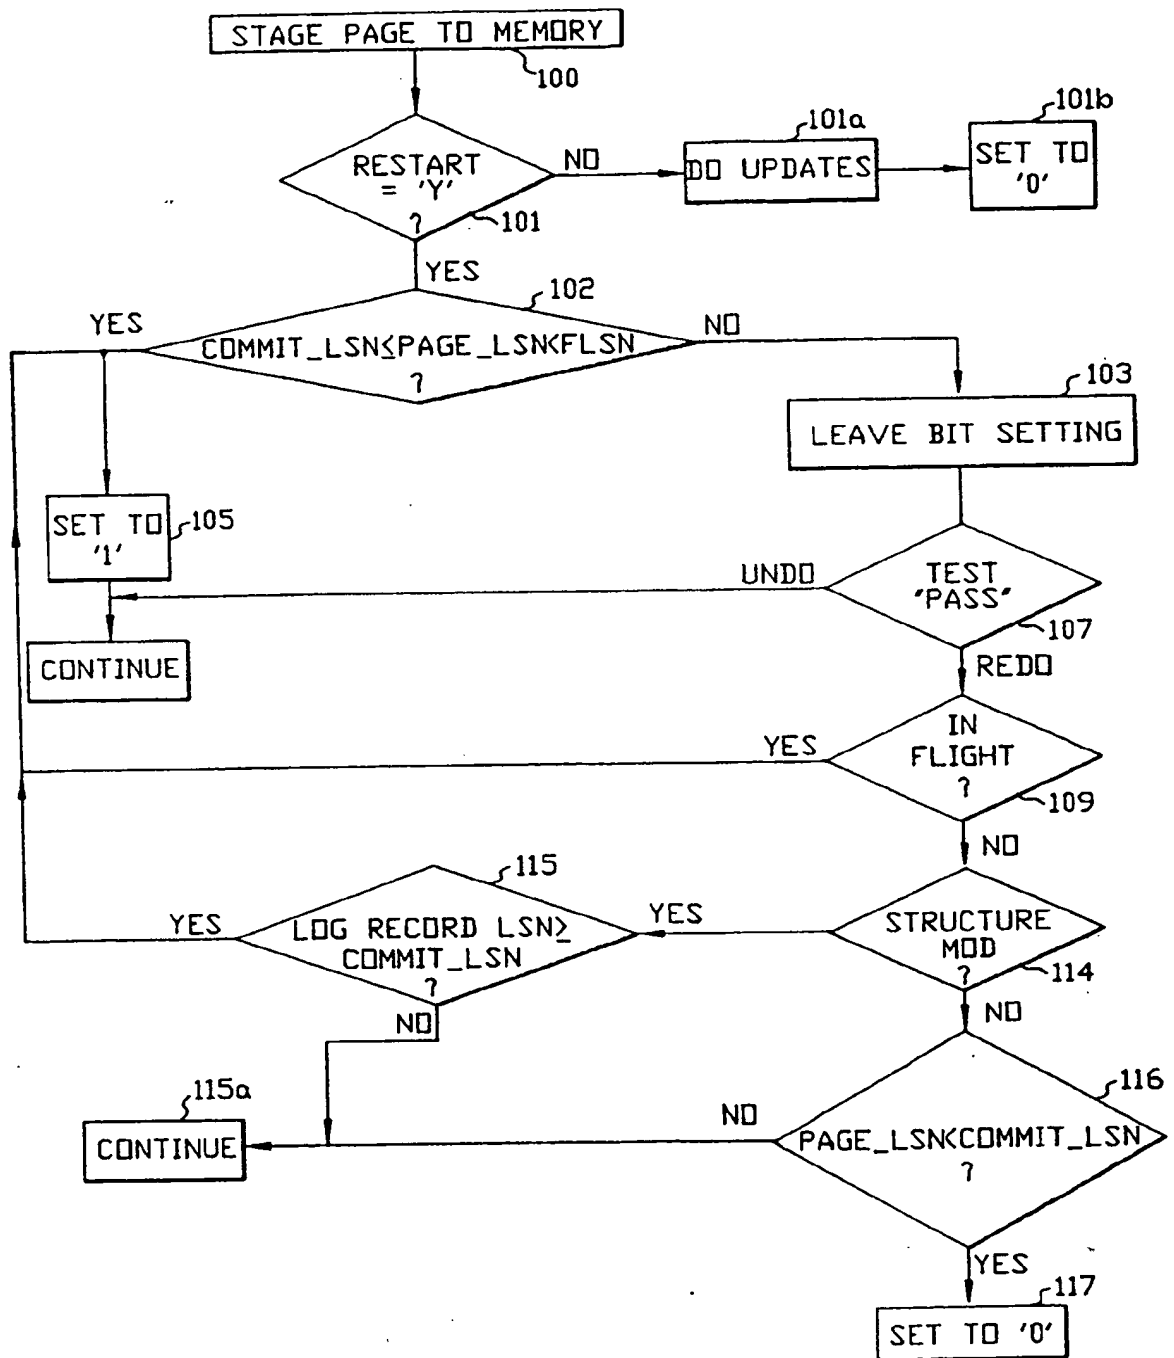 STAGE PAGE TO MEMORY
100
RESTART
= 'Y'
?
101
NO
101a
DO UPDATES
101b
SET TO
'0'
YES
102
COMMIT_LSN≤PAGE_LSN<FLSN
?
YES
NO
103
LEAVE BIT SETTING
SET TO
'1'
105
CONTINUE
UNDO
TEST
"PASS"
107
REDO
IN
FLIGHT
?
109
YES
NO
STRUCTURE
MOD
?
114
YES
115
LOG RECORD LSN≥
COMMIT_LSN
?
YES
NO
NO
115a
CONTINUE
NO
116
PAGE_LSN<COMMIT_LSN
?
YES
117
SET TO '0'